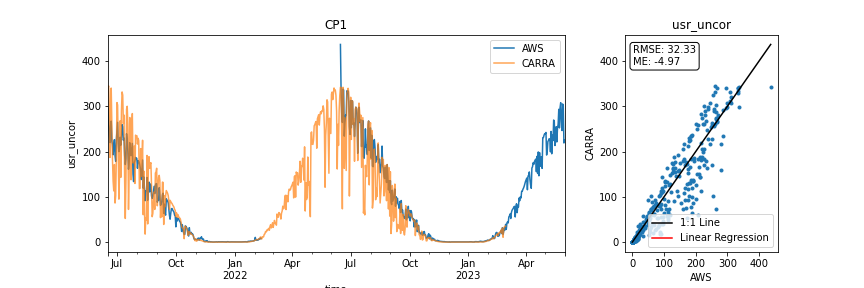 CP1
usr_uncor
400
300
200
100
0
AWS
CARRA
Jul
Oct
Jan
2022
Apr
Jul
Oct
Jan
2023
Apr
time
usr_uncor
CARRA
400
300
200
100
0
RMSE: 32.33
ME: -4.97
1:1 Line
Linear Regression
0
100
200
300
400
AWS